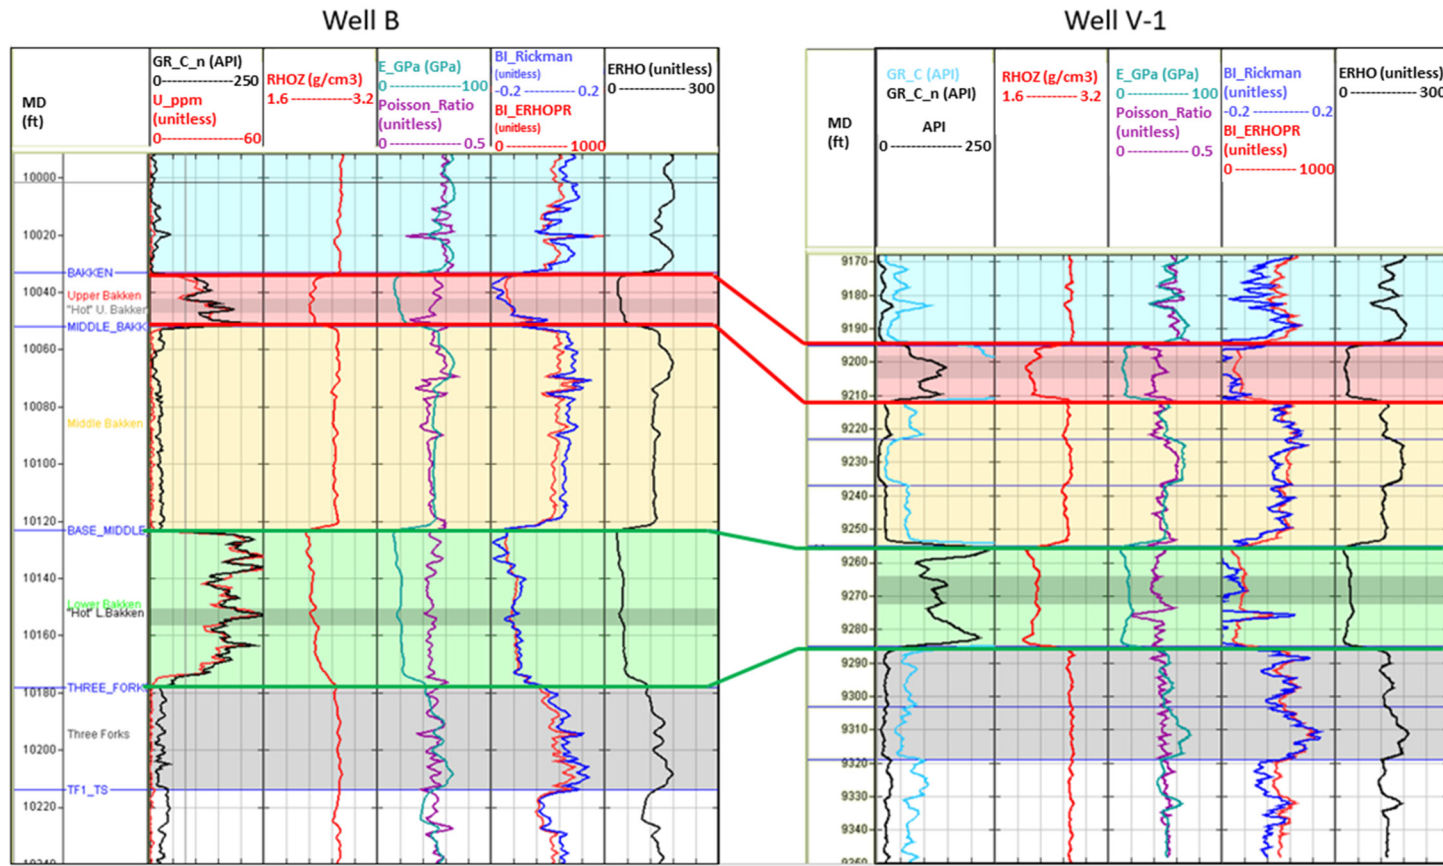 Well B
Well V-1
MD
(ft)
GR_C_n (API)
0--------------250
U_ppm
(unitless)
0----------------60
RHOZ (g/cm3)
1.6 ------------3.2
E_GPa (GPa)
0--------------100
Poisson_Ratio
(unitless)
0 ------------ 0.5
BI_Rickman
(unitless)
-0.2 ---------- 0.2
BI_ERHOPR
(unitless)
0 ------------ 1000
ERHO (unitless)
0 ------------ 300
MD
(ft)
GR_C (API)
GR_C_n (API)
API
0 -------------- 250
RHOZ (g/cm3)
1.6 ---------- 3.2
E_GPa (GPa)
0 ------------- 100
Poisson_Ratio
(unitless)
0 ------------ 0.5
BI_Rickman
(unitless)
-0.2 ---------- 0.2
BI_ERHOPR
(unitless)
0 ------------ 1000
ERHO (unitless)
0 -------------- 300
10000
10020
BAKKEN
10040
Upper Bakken
"Hot" U. Bakker
MIDDLE_BAKK
10060
10080
Middle Bakken
10100
10120
BASE_MIDDLE
10140
Lower Bakken
"Hot" L.Bakken
10160
THREE_FORK
10180
Three Forks
10200
TF1_TS
10220
10240
9170
9180
9190
9200
9210
9220
9230
9240
9250
9260
9270
9280
9290
9300
9310
9320
9330
9340
9350